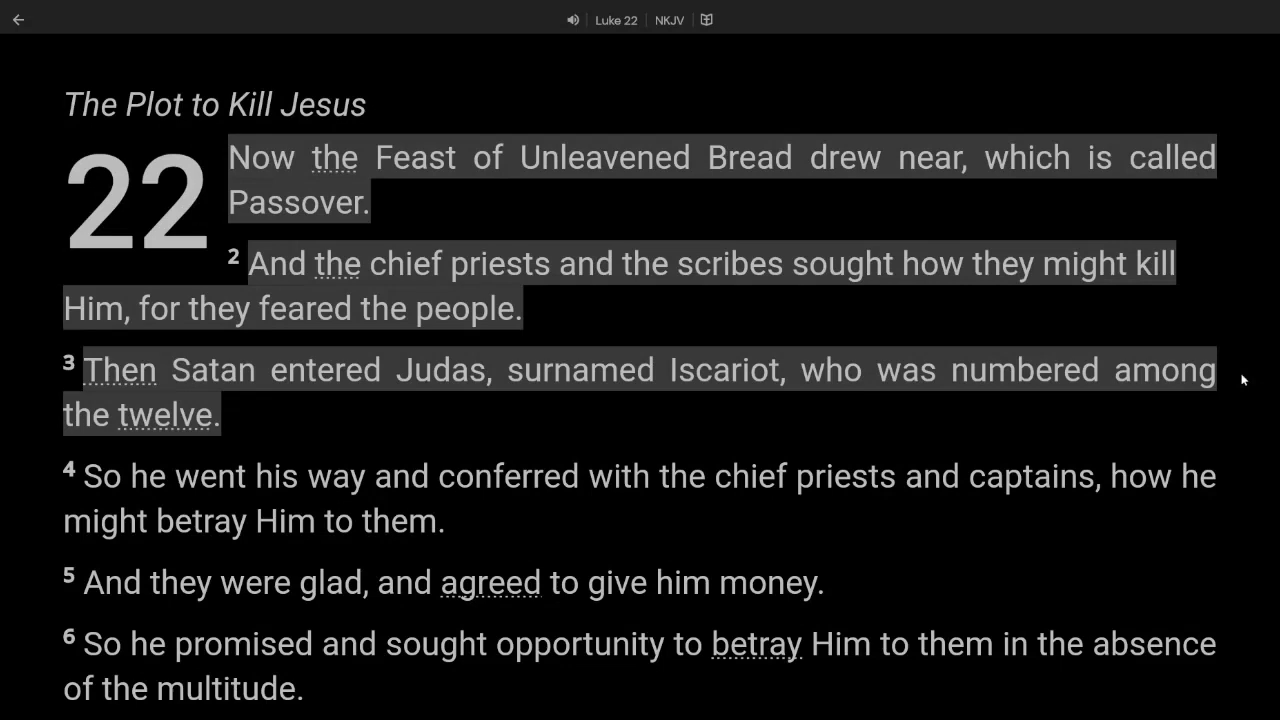 Luke 22 NKJV
The Plot to Kill Jesus
22 Now the Feast of Unleavened Bread drew near, which is called
Passover.
2 And the chief priests and the scribes sought how they might kill
Him, for they feared the people.
3 Then Satan entered Judas, surnamed Iscariot, who was numbered among
the twelve.
4 So he went his way and conferred with the chief priests and captains, how he
might betray Him to them.
5 And they were glad, and agreed to give him money.
6 So he promised and sought opportunity to betray Him to them in the absence
of the multitude.